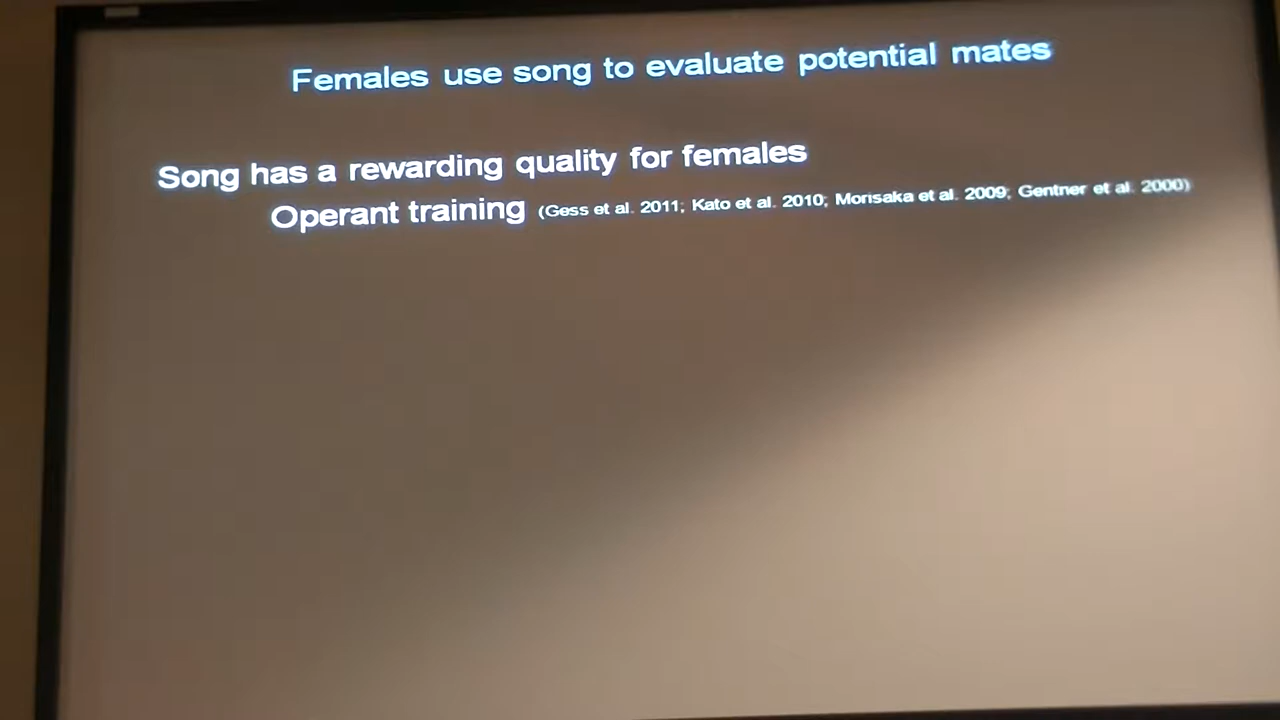 Females use song to evaluate potential mates
Song has a rewarding quality for females
Operant training (Gess et al. 2011; Kato et al. 2010; Morisaka et al. 2009; Gentner et al. 2000)